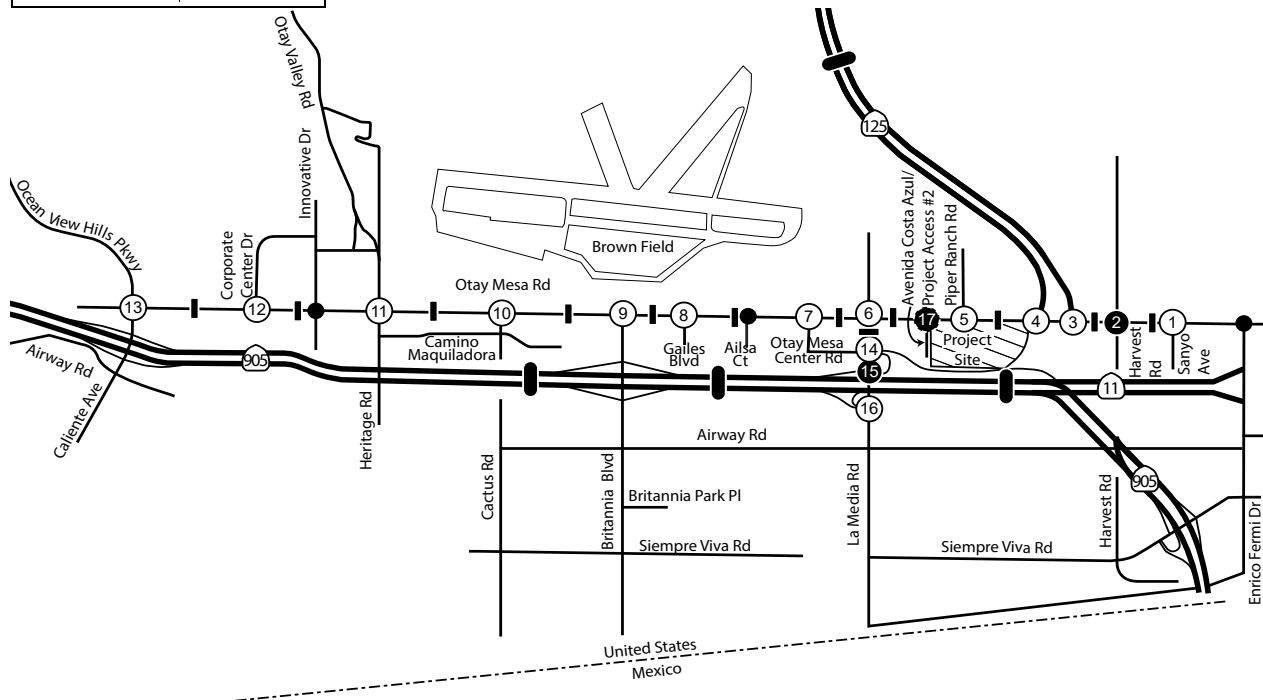 Otay Valley Rd
125
Innovative Dr
Ocean View Hills Pkwy
Corporate
Center Dr
Brown Field
Avenida Costa Azul/
Project Access #2
Piper Ranch Rd
Otay Mesa Rd
13
12
11
10
9
8
7
6
17
5
4
3
2
1
Camino
Maquiladora
Gailes
Blvd
Ailsa
Ct
Otay Mesa
Center Rd
14
15
16
Project
Site
Harvest
Rd
Sanyo
Ave
Airway Rd
905
11
Caliente Ave
Heritage Rd
Airway Rd
Cactus Rd
Britannia Blvd
Britannia Park Pl
La Media Rd
Harvest Rd
905
Siempre Viva Rd
Siempre Viva Rd
Enrico Fermi Dr
United States
Mexico